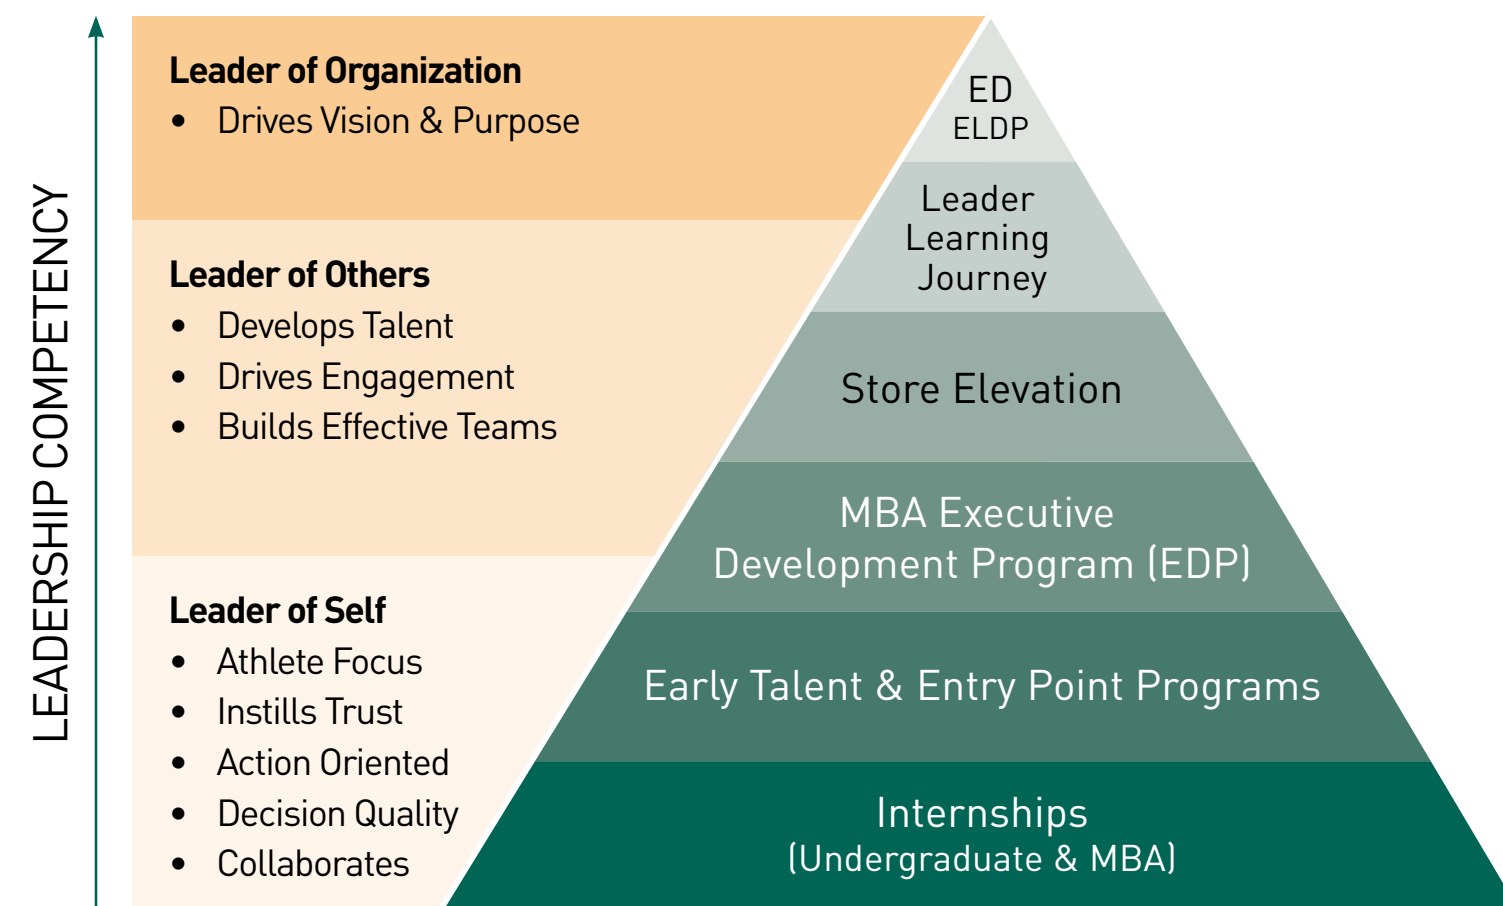 LEADERSHIP COMPETENCY
Leader of Organization
• Drives Vision & Purpose
Leader of Others
• Develops Talent
• Drives Engagement
• Builds Effective Teams
Leader of Self
• Athlete Focus
• Instills Trust
• Action Oriented
• Decision Quality
• Collaborates
ED
ELDP
Leader
Learning
Journey
Store Elevation
MBA Executive
Development Program (EDP)
Early Talent & Entry Point Programs
Internships
(Undergraduate & MBA)